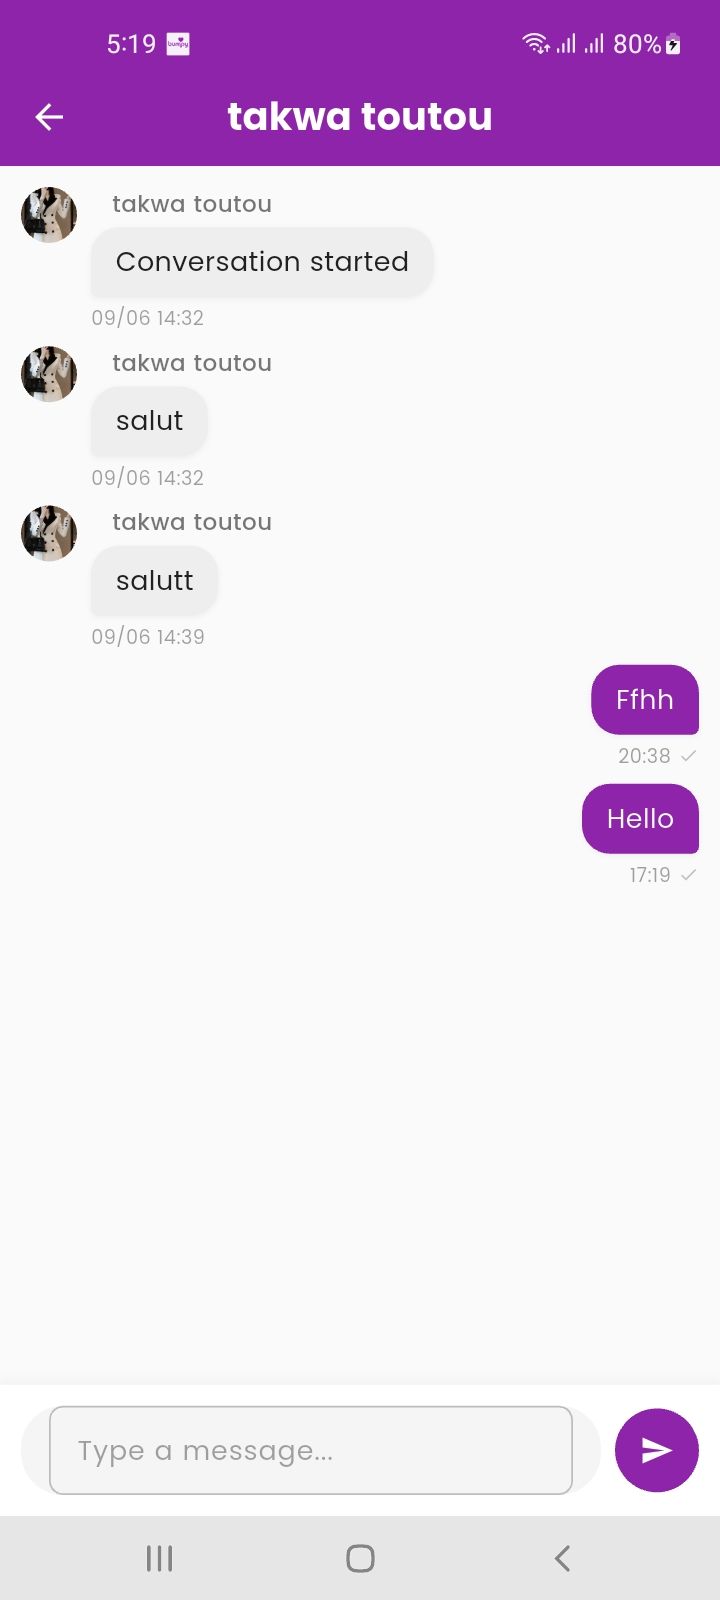 5:19 bumpy 80%
takwa toutou
takwa toutou
Conversation started
09/06 14:32
takwa toutou
salut
09/06 14:32
takwa toutou
salutt
09/06 14:39
Ffhh
20:38
Hello
17:19
Type a message...